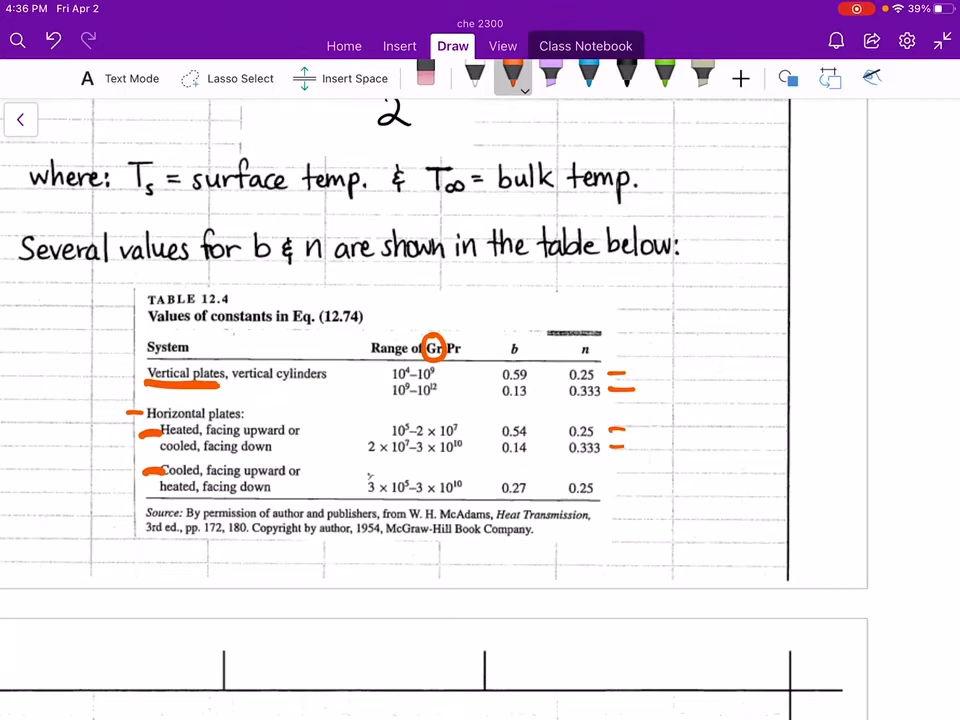 4:36 PM Fri Apr 2
39%
che 2300
Home Insert Draw View Class Notebook
A Text Mode Lasso Select Insert Space
2
where: Ts = surface temp. & T∞ = bulk temp.
Several values for b & n are shown in the table below:
TABLE 12.4
Values of constants in Eq. (12.74)
System Range of Gr Pr b n
Vertical plates, vertical cylinders 10⁴–10⁹ 0.59 0.25
10⁹–10¹² 0.13 0.333
Horizontal plates:
Heated, facing upward or 10⁵–2 × 10⁷ 0.54 0.25
cooled, facing down 2 × 10⁷–3 × 10¹⁰ 0.14 0.333
Cooled, facing upward or
heated, facing down 3 × 10⁵–3 × 10¹⁰ 0.27 0.25
Source: By permission of author and publishers, from W. H. McAdams, Heat Transmission,
3rd ed., pp. 172, 180. Copyright by author, 1954, McGraw-Hill Book Company.